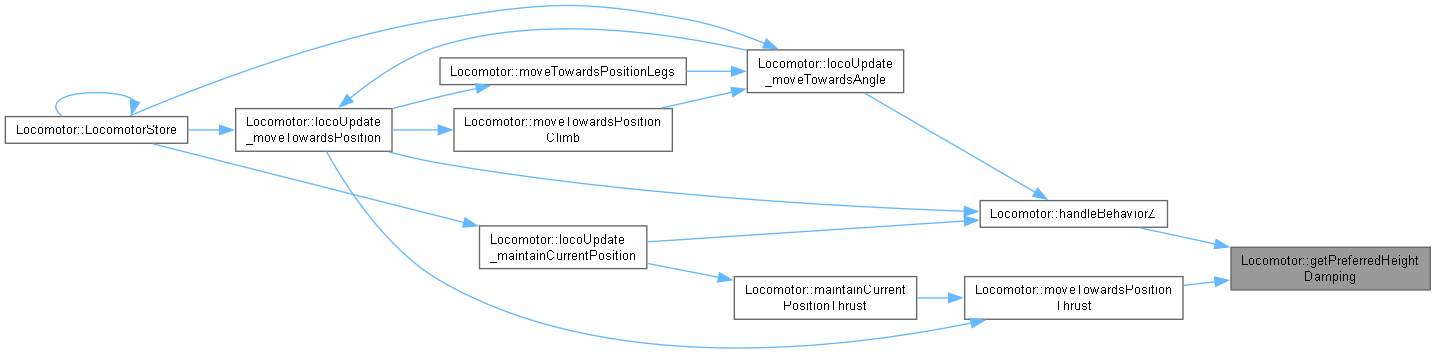 Locomotor::locoUpdate
_moveTowardsAngle
Locomotor::moveTowardsPositionLegs
Locomotor::LocomotorStore
Locomotor::locoUpdate
_moveTowardsPosition
Locomotor::moveTowardsPosition
Climb
Locomotor::handleBehaviorZ
Locomotor::locoUpdate
_maintainCurrentPosition
Locomotor::getPreferredHeight
Damping
Locomotor::maintainCurrent
PositionThrust
Locomotor::moveTowardsPosition
Thrust